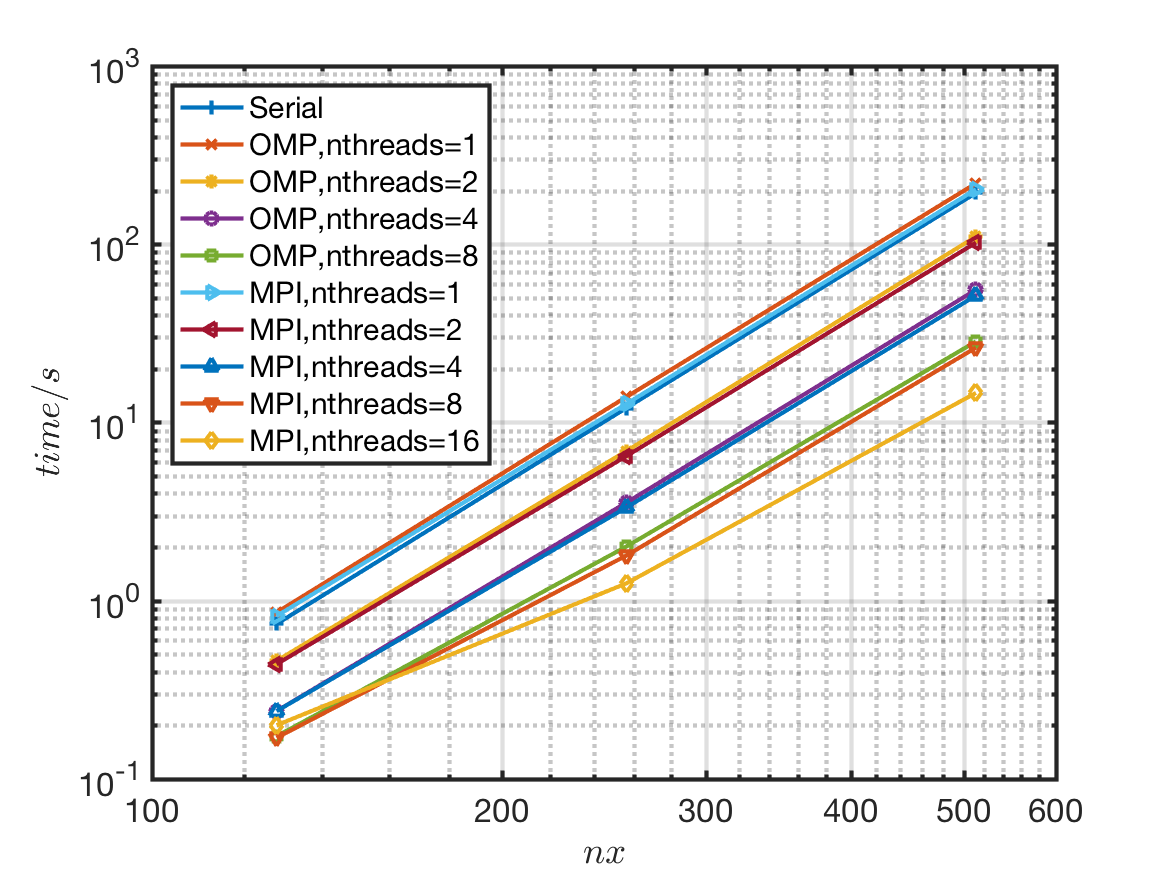 10^3
10^2
10^1
10^0
10^-1
time/s
Serial
OMP,nthreads=1
OMP,nthreads=2
OMP,nthreads=4
OMP,nthreads=8
MPI,nthreads=1
MPI,nthreads=2
MPI,nthreads=4
MPI,nthreads=8
MPI,nthreads=16
100 200 300 400 500 600
nx